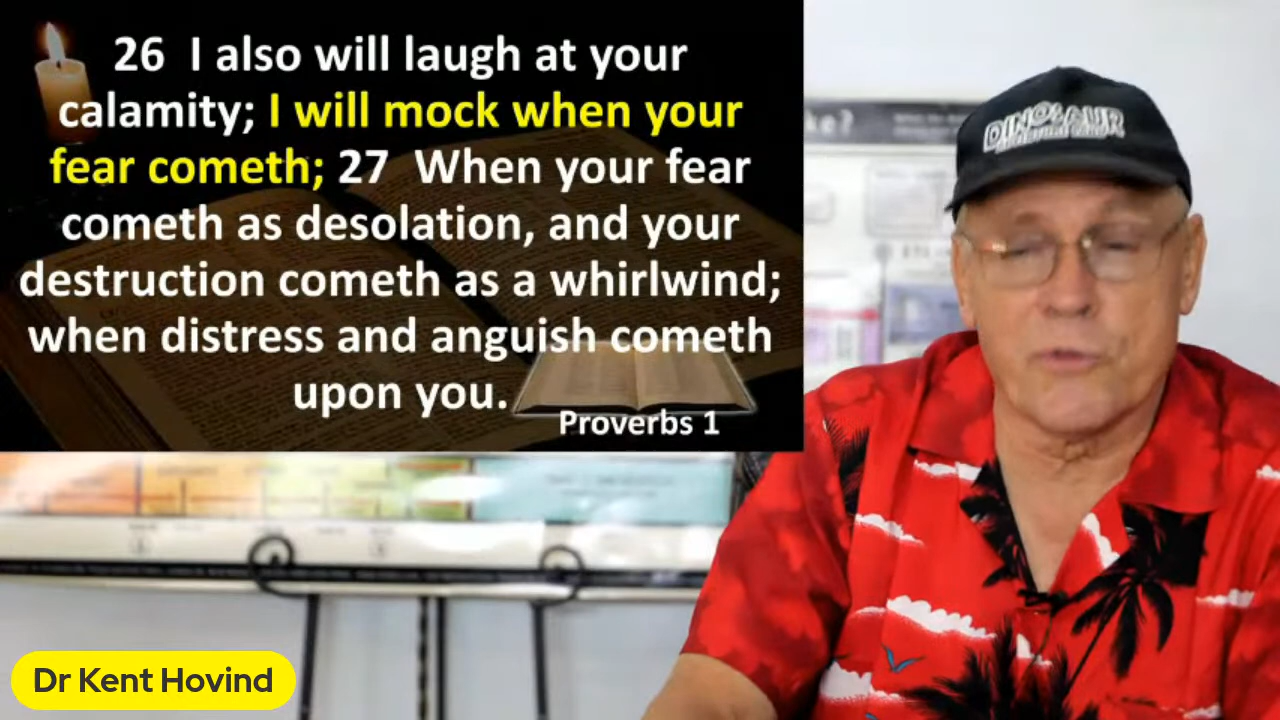 26 I also will laugh at your
calamity; I will mock when your
fear cometh; 27 When your fear
cometh as desolation, and your
destruction cometh as a whirlwind;
when distress and anguish cometh
upon you.
Proverbs 1
ke?
DINOSAUR
Dr Kent Hovind